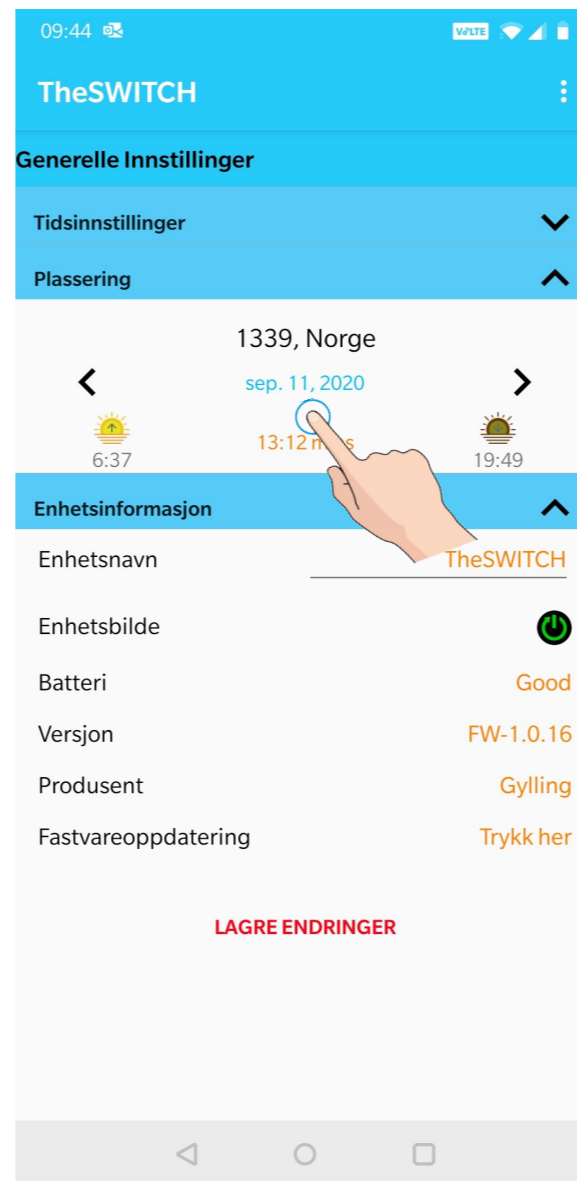 09:44
VoLTE
TheSWITCH
Generelle Innstillinger
Tidsinnstillinger
Plassering
1339, Norge
sep. 11, 2020
13:12
6:37
19:49
Enhetsinformasjon
Enhetsnavn TheSWITCH
Enhetsbilde
Batteri Good
Versjon FW-1.0.16
Produsent Gylling
Fastvareoppdatering Trykk her
LAGRE ENDRINGER